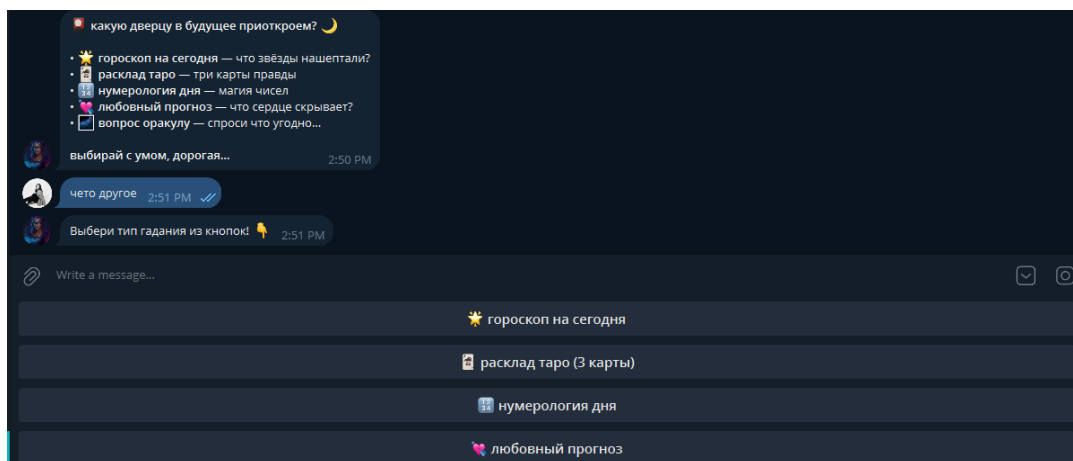 🎴 какую дверцу в будущее приоткроем? 🌙
• 🌟 гороскоп на сегодня — что звёзды нашептали?
• 🃏 расклад таро — три карты правды
• 🔢 нумерология дня — магия чисел
• 💘 любовный прогноз — что сердце скрывает?
• 🌌 вопрос оракулу — спроси что угодно...
выбирай с умом, дорогая...
2:50 PM
чето другое 2:51 PM
Выбери тип гадания из кнопок! 👇 2:51 PM
Write a message...
🌟 гороскоп на сегодня
🃏 расклад таро (3 карты)
🔢 нумерология дня
💘 любовный прогноз